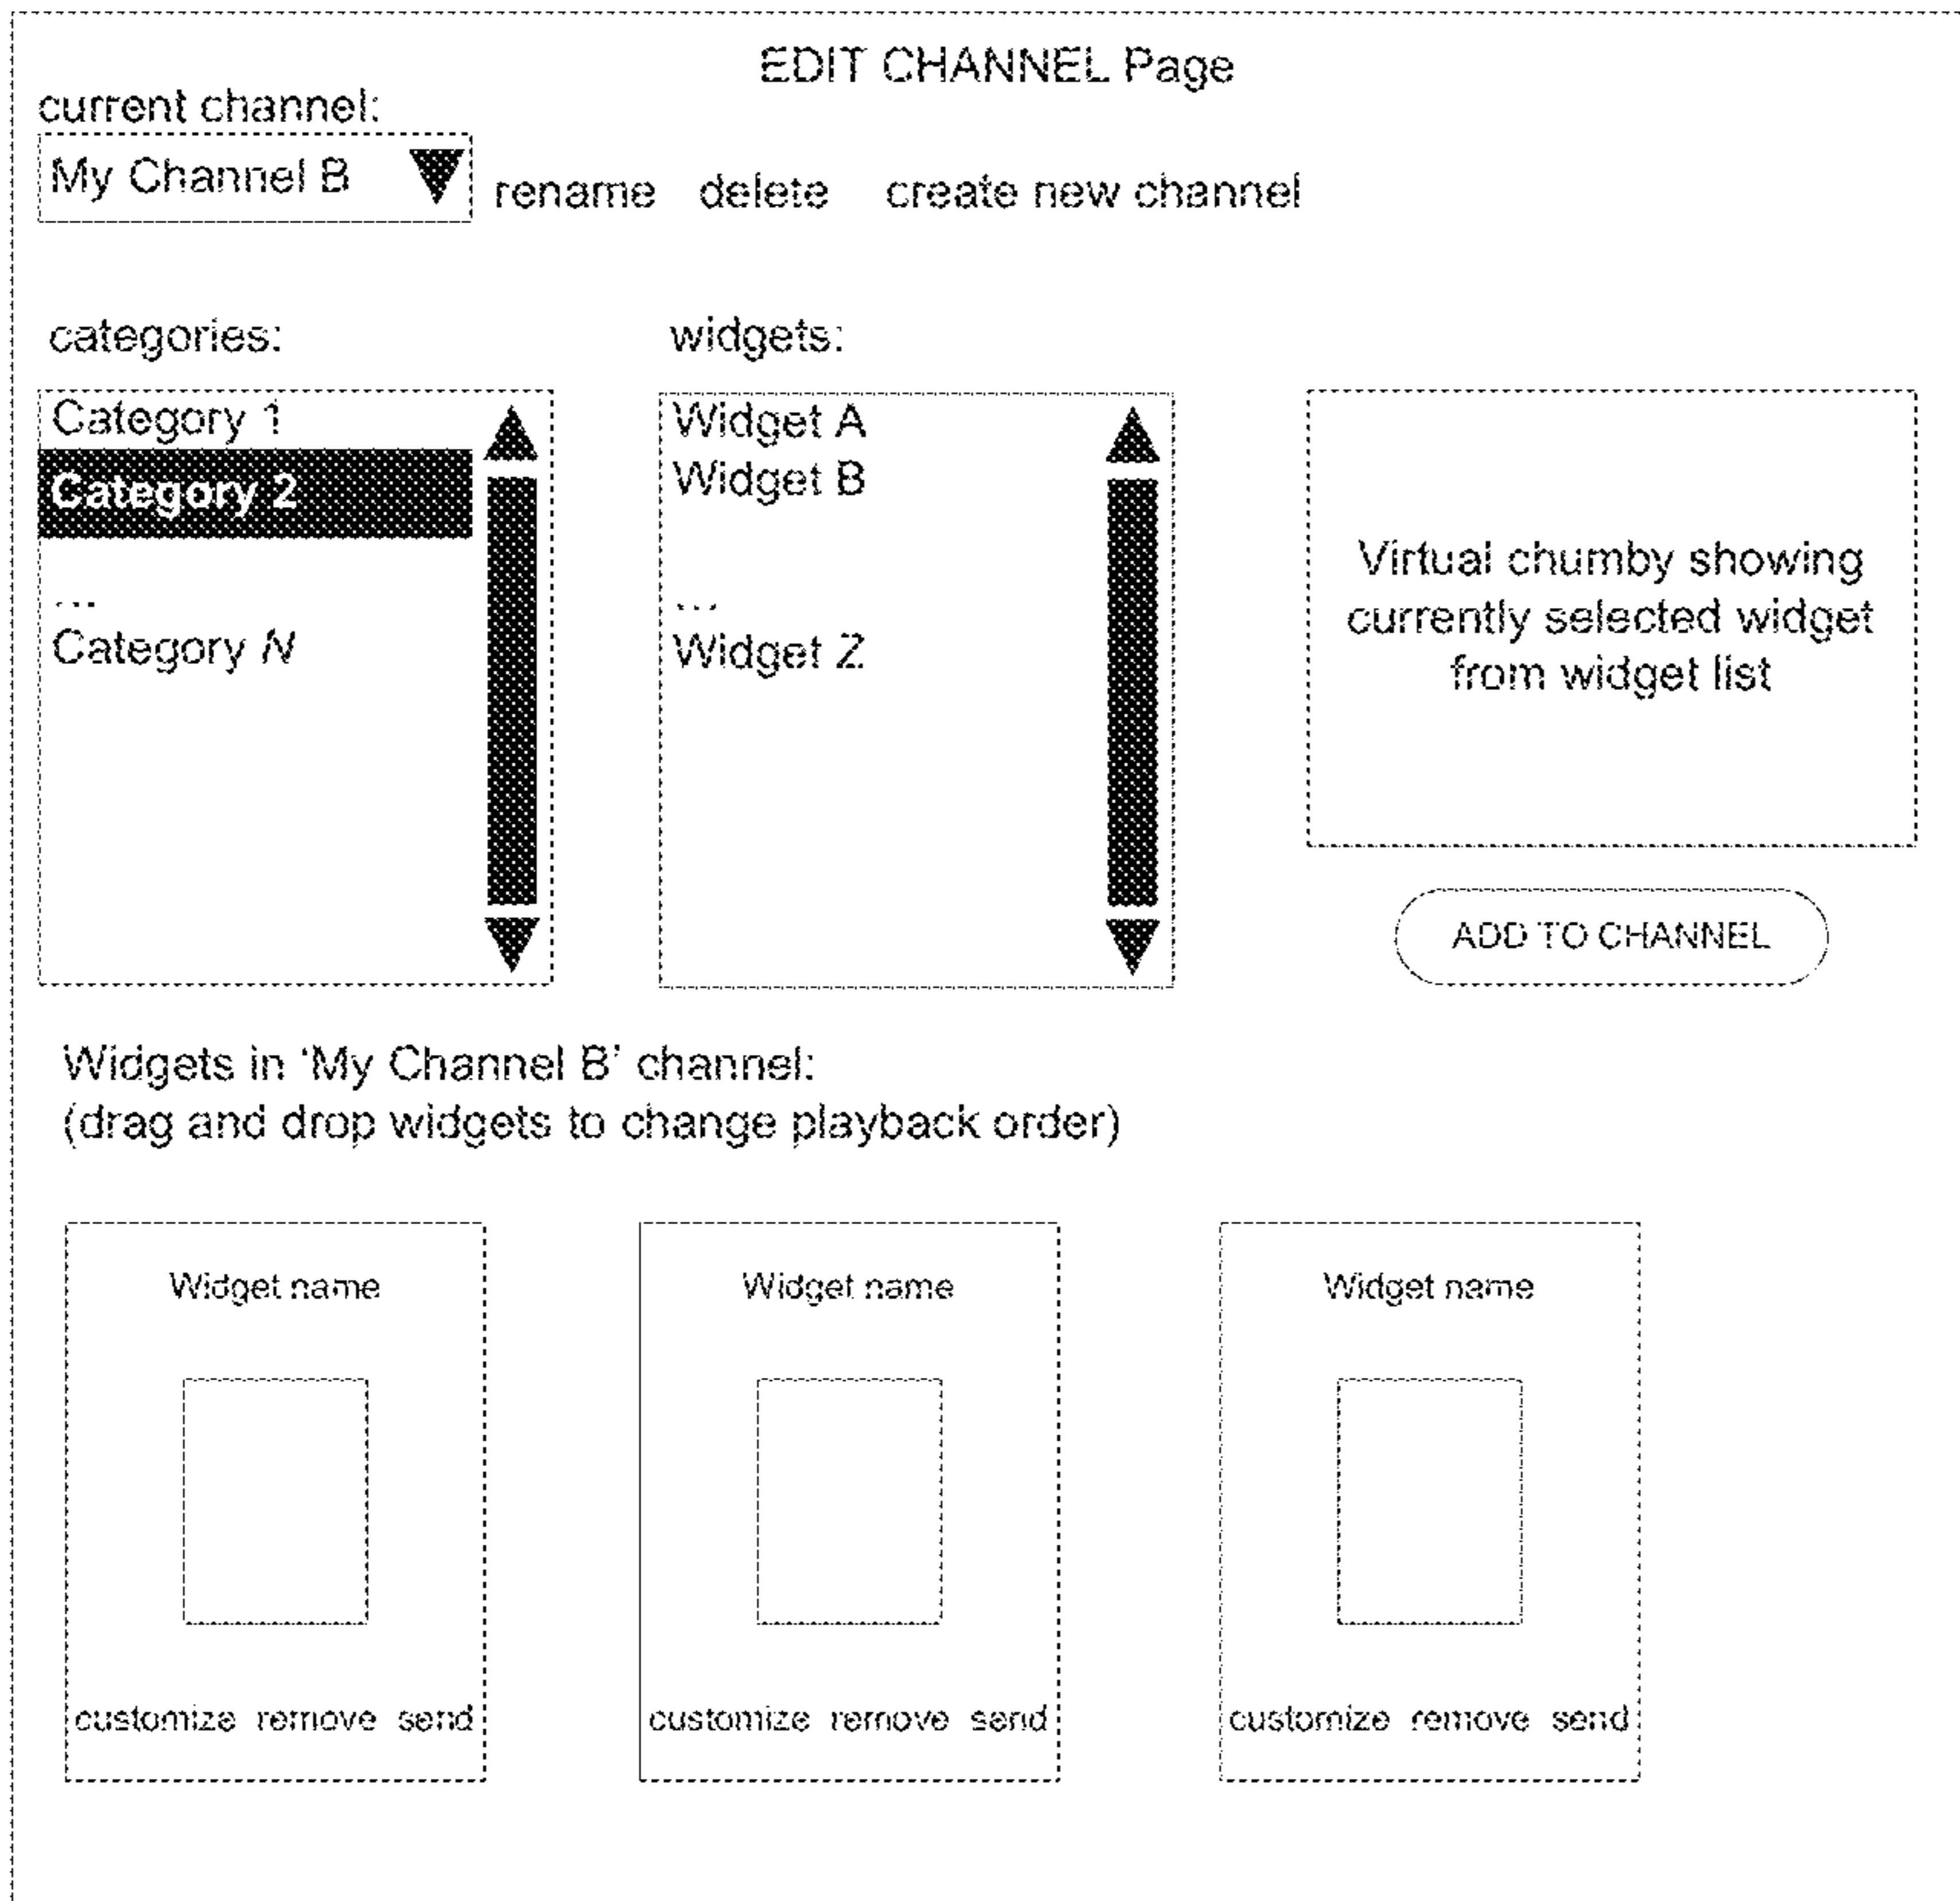 EDIT CHANNEL Page
current channel:
My Channel B
rename delete create new channel
categories:
Category 1
Category 2
...
Category N
widgets:
Widget A
Widget B
...
Widget Z
Virtual chumby showing
currently selected widget
from widget list
ADD TO CHANNEL
Widgets in ‘My Channel B’ channel:
(drag and drop widgets to change playback order)
Widget name
customize remove send
Widget name
customize remove send
Widget name
customize remove send